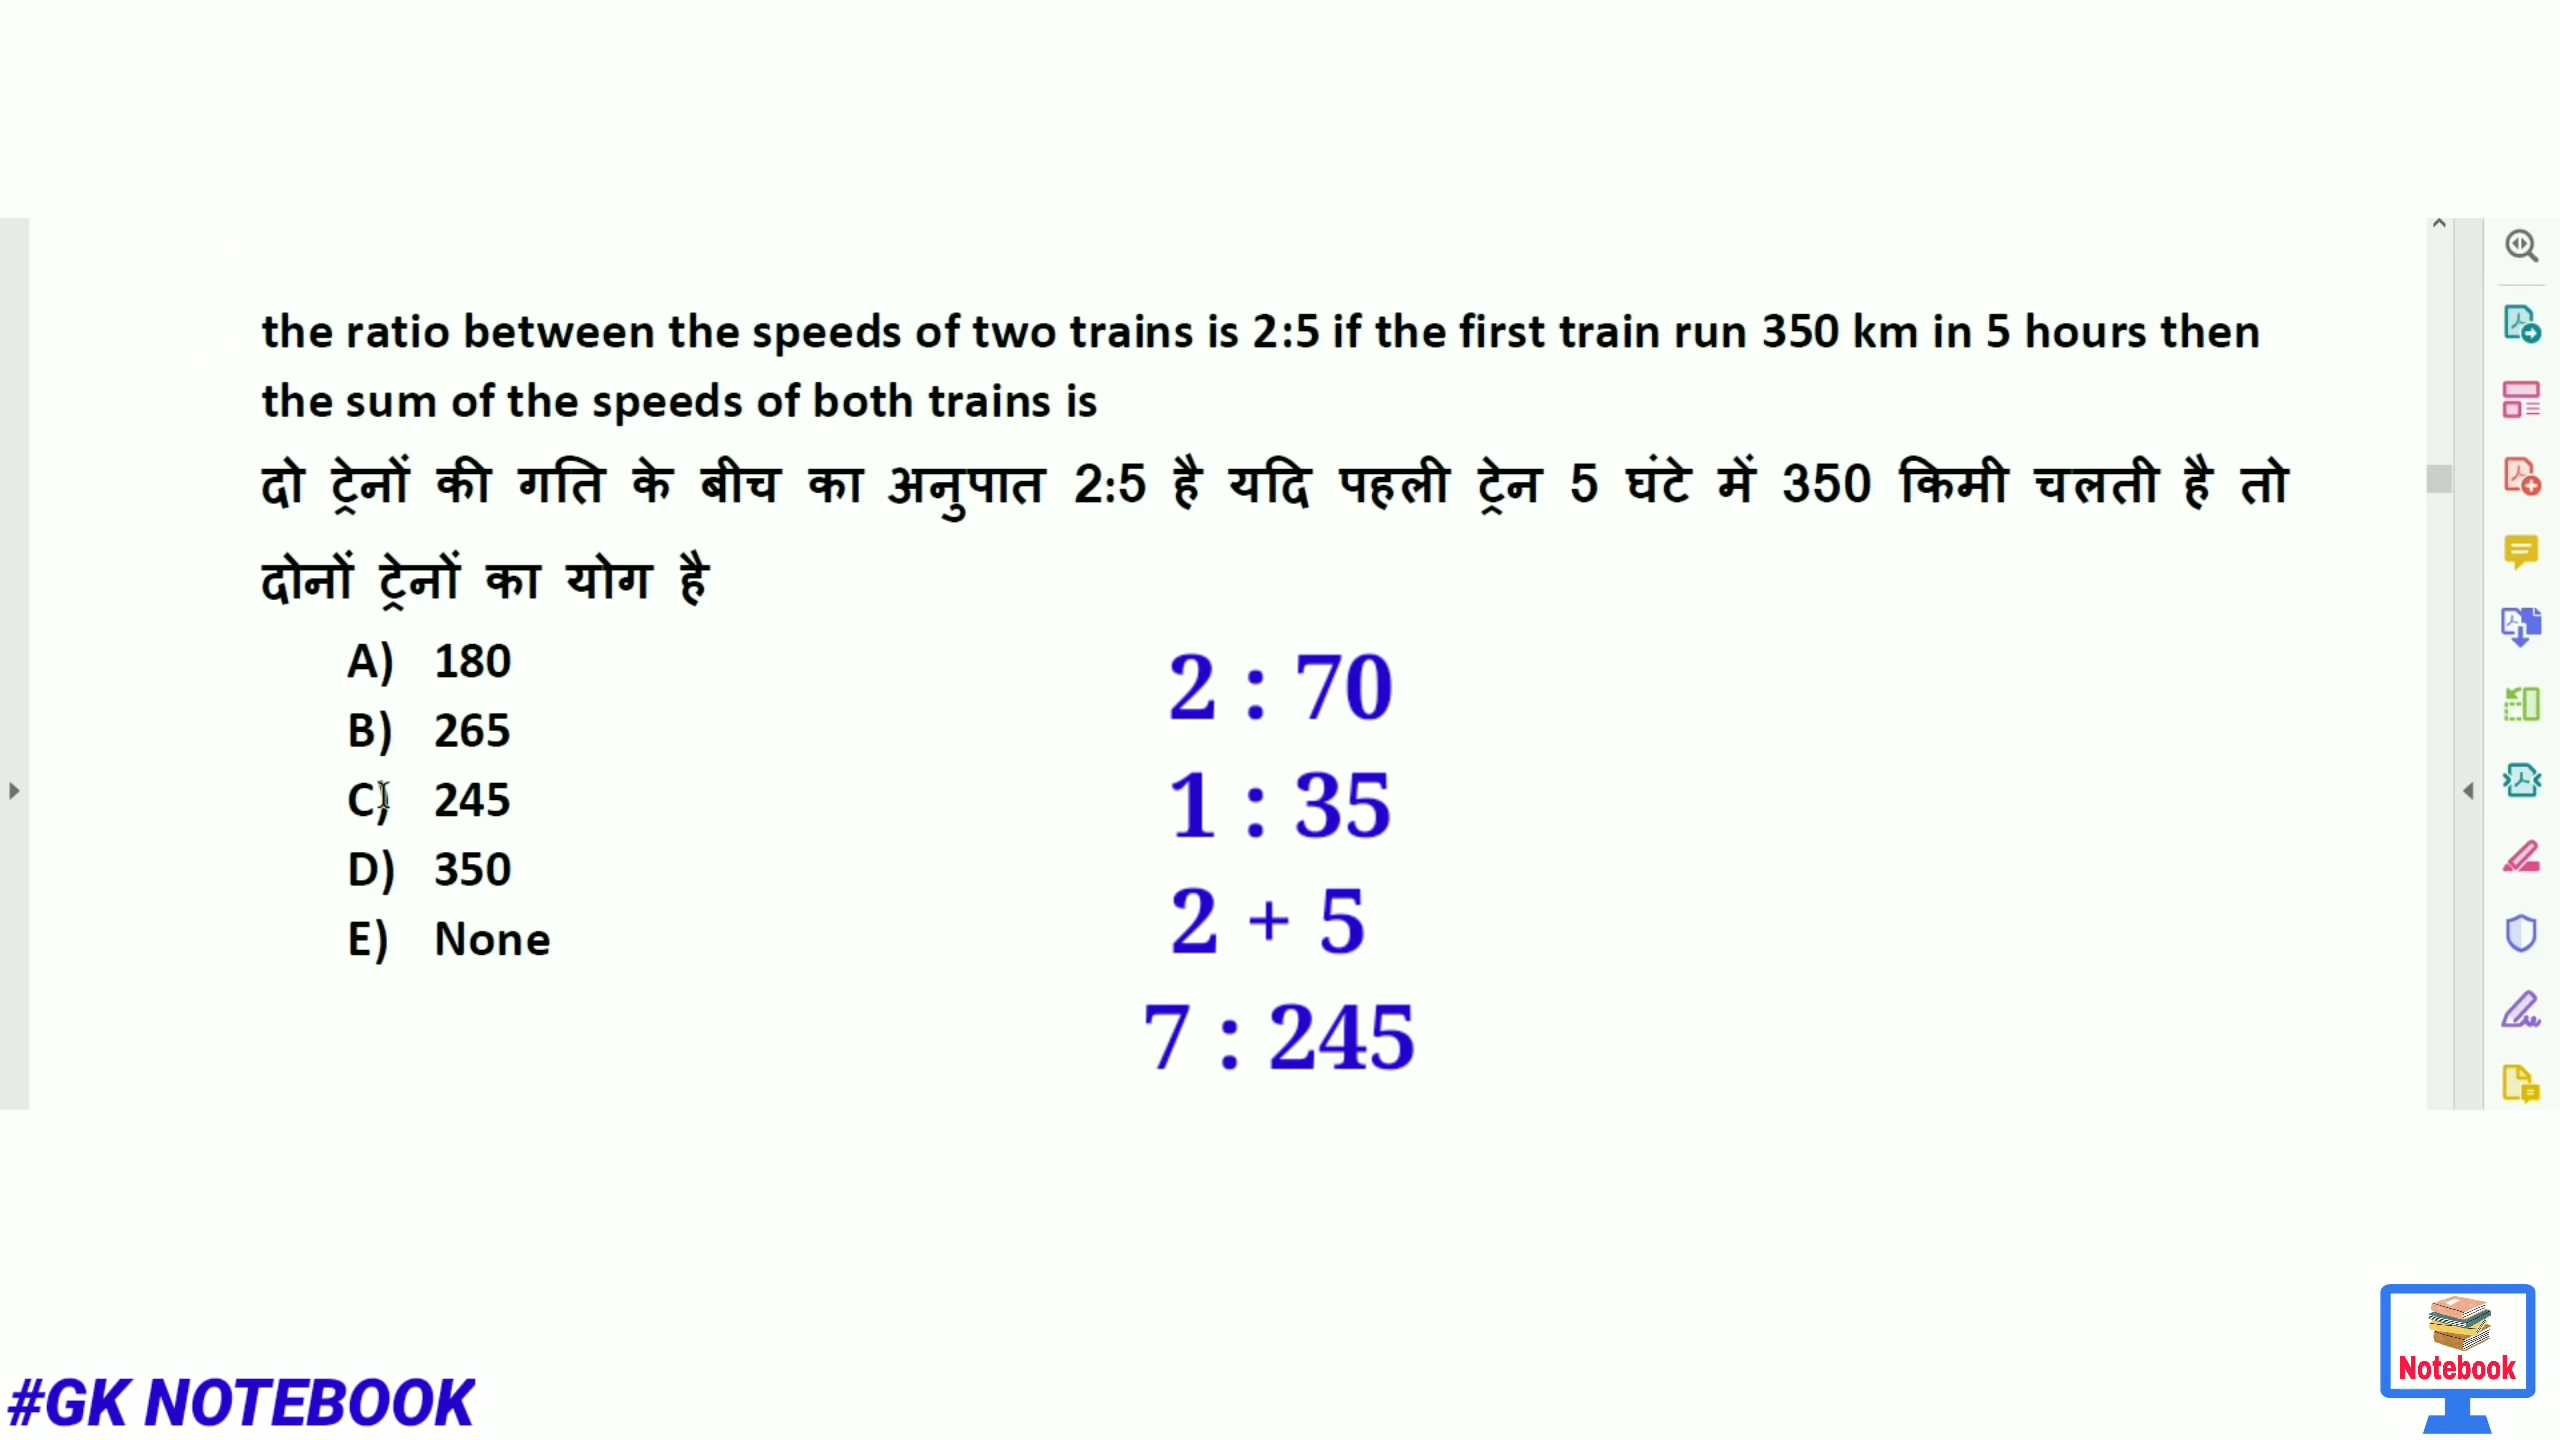 the ratio between the speeds of two trains is 2:5 if the first train run 350 km in 5 hours then
the sum of the speeds of both trains is
दो ट्रेनों की गति के बीच का अनुपात 2:5 है यदि पहली ट्रेन 5 घंटे में 350 किमी चलती है तो
दोनों ट्रेनों का योग है
A) 180
B) 265
C) 245
D) 350
E) None
2 : 70
1 : 35
2 + 5
7 : 245
#GK NOTEBOOK
Notebook